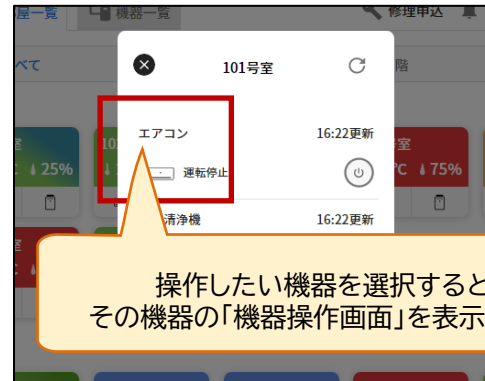 屋一覧 機器一覧 修理申込
べて 101号室 階
エアコン 16:22更新
運転停止
室 10 室
℃ 25% ℃ 75%
清浄機 16:22更新
操作したい機器を選択すると
その機器の「機器操作画面」を表示